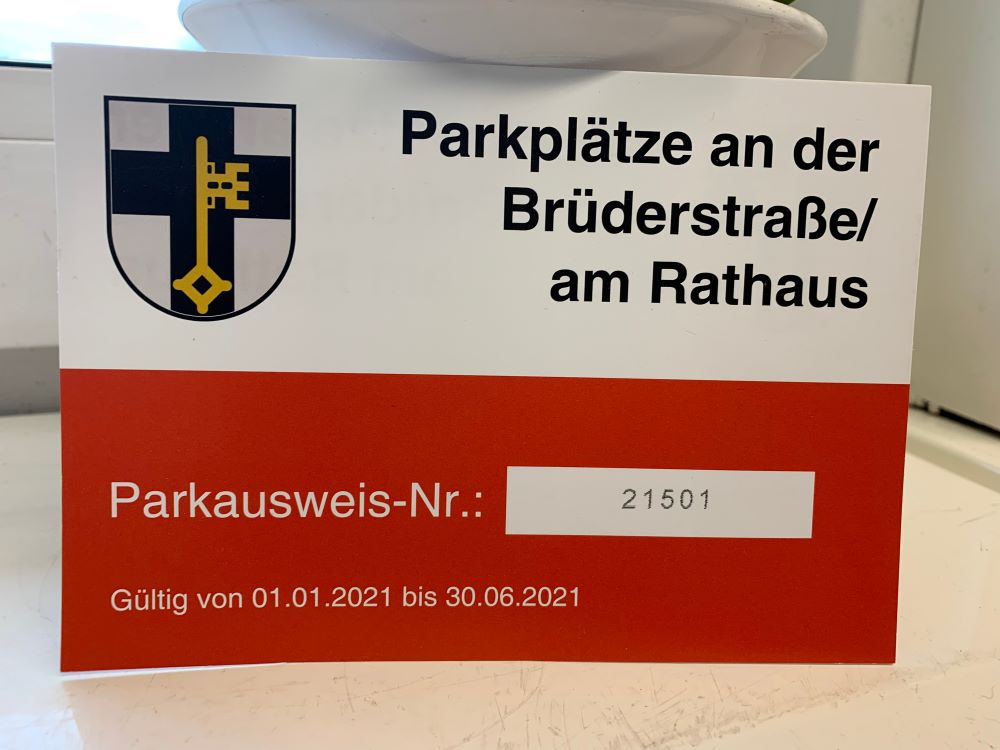 Parkplätze an der
Brüderstraße/
am Rathaus
Parkausweis-Nr.: 21501
Gültig von 01.01.2021 bis 30.06.2021